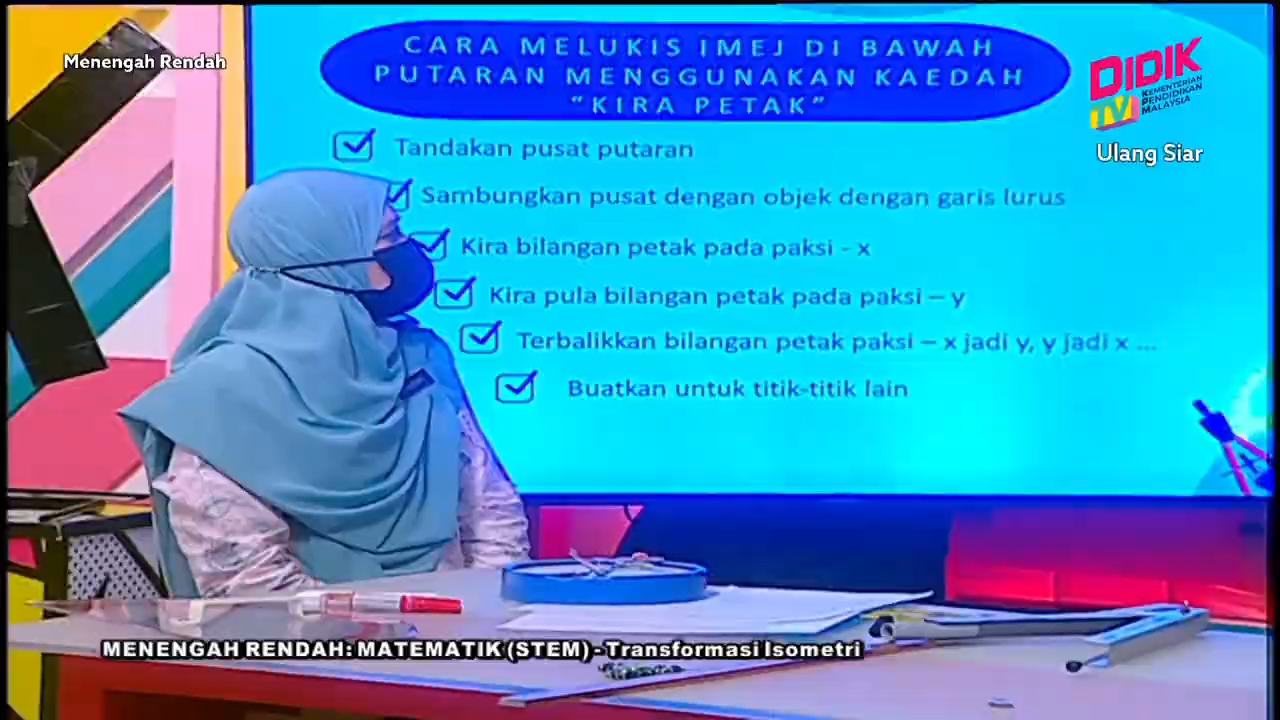 Menengah Rendah
CARA MELUKIS IMEJ DI BAWAH
PUTARAN MENGGUNAKAN KAEDAH
“KIRA PETAK”
DIDIK
TV
KEMENTERIAN
PENDIDIKAN
MALAYSIA
Ulang Siar
Tandakan pusat putaran
Sambungkan pusat dengan objek dengan garis lurus
Kira bilangan petak pada paksi - x
Kira pula bilangan petak pada paksi – y
Terbalikkan bilangan petak paksi – x jadi y, y jadi x ...
Buatkan untuk titik-titik lain
MENENGAH RENDAH: MATEMATIK (STEM) - Transformasi Isometri